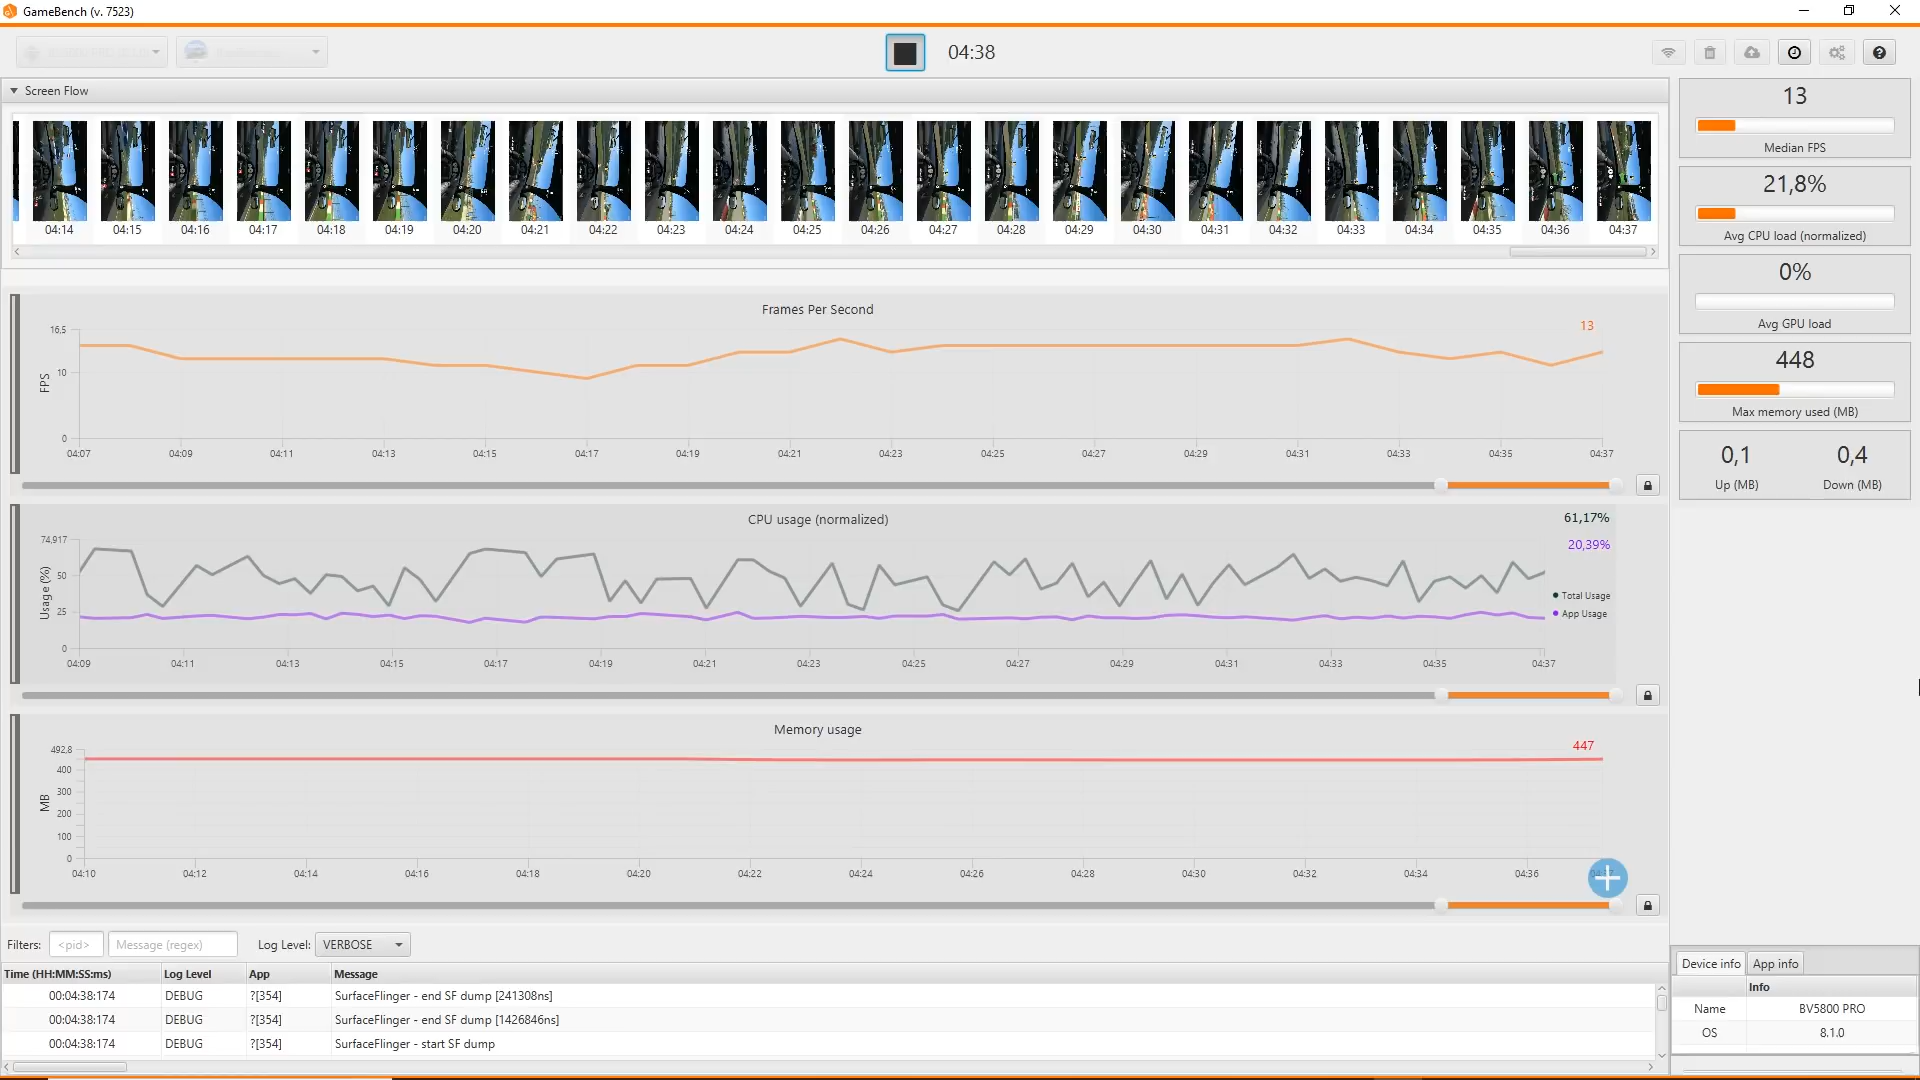 GameBench (v. 7523)
04:38
Screen Flow
04:14 04:15 04:16 04:17 04:18 04:19 04:20 04:21 04:22 04:23 04:24 04:25 04:26 04:27 04:28 04:29 04:30 04:31 04:32 04:33 04:34 04:35 04:36 04:37
13
Median FPS
21,8%
Avg CPU load (normalized)
0%
Avg GPU load
448
Max memory used (MB)
0,1 0,4
Up (MB) Down (MB)
Frames Per Second
13
16,5
10
0
FPS
04:07 04:09 04:11 04:13 04:15 04:17 04:19 04:21 04:23 04:25 04:27 04:29 04:31 04:33 04:35 04:37
CPU usage (normalized)
61,17%
20,39%
74,917
50
25
0
Usage (%)
Total Usage
App Usage
04:09 04:11 04:13 04:15 04:17 04:19 04:21 04:23 04:25 04:27 04:29 04:31 04:33 04:35 04:37
Memory usage
447
492,8
400
300
200
100
0
MB
04:10 04:12 04:14 04:16 04:18 04:20 04:22 04:24 04:26 04:28 04:30 04:32 04:34 04:36
Filters: <pid> Message (regex) Log Level: VERBOSE
Time (HH:MM:SS:ms) Log Level App Message
00:04:38:174 DEBUG ?[354] SurfaceFlinger - end SF dump [241308ns]
00:04:38:174 DEBUG ?[354] SurfaceFlinger - end SF dump [1426846ns]
00:04:38:174 DEBUG ?[354] SurfaceFlinger - start SF dump
Device info App info
Info
Name BV5800 PRO
OS 8.1.0